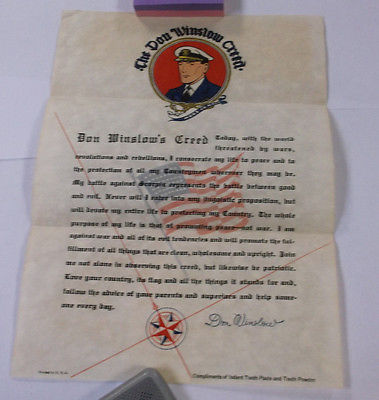 The Don Winslow Creed.
Don Winslow's Creed Today, with the world
threatened by wars,
revolutions and rebellions, I consecrate my life to peace and to
the protection of all my Countrymen wherever they may be.
My battle against Scorpia represents the battle between good
and evil. Never will I enter into any jingoistic proposition, but
will devote my entire life to protecting my Country. The whole
purpose of my life is that of promoting peace-not war. I am
against war and all of its evil tendencies and will promote the ful-
fillment of all things that are clean, wholesome and upright. Join
me not alone in observing this creed, but likewise be patriotic.
Love your country, its flag and all the things it stands for and,
follow the advice of your parents and superiors and help some-
one every day.
Don Winslow
Compliments of Iodent Tooth Paste and Tooth Powder